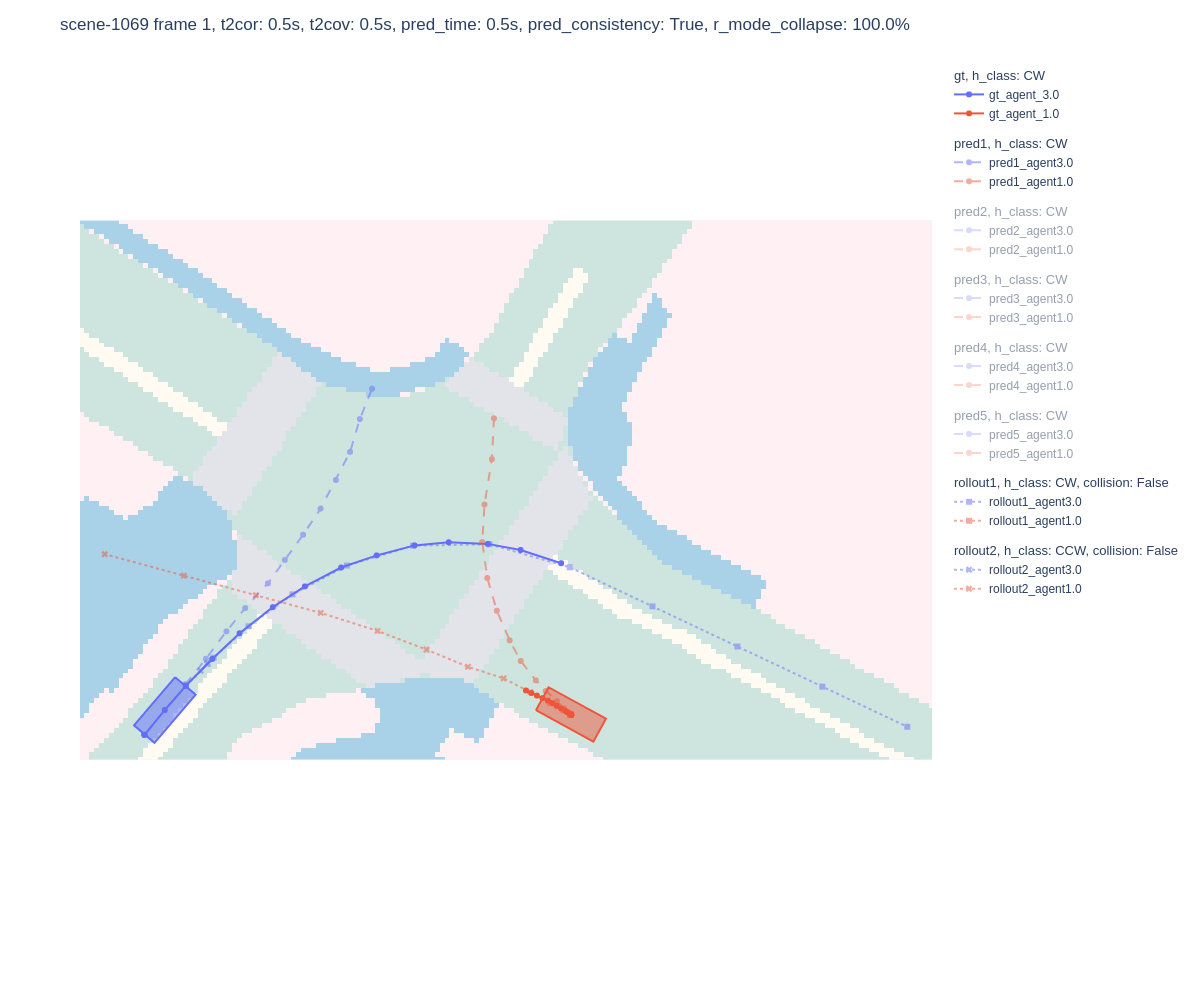 scene-1069 frame 1, t2cor: 0.5s, t2cov: 0.5s, pred_time: 0.5s, pred_consistency: True, r_mode_collapse: 100.0%
gt, h_class: CW
gt_agent_3.0
gt_agent_1.0
pred1, h_class: CW
pred1_agent3.0
pred1_agent1.0
pred2, h_class: CW
pred2_agent3.0
pred2_agent1.0
pred3, h_class: CW
pred3_agent3.0
pred3_agent1.0
pred4, h_class: CW
pred4_agent3.0
pred4_agent1.0
pred5, h_class: CW
pred5_agent3.0
pred5_agent1.0
rollout1, h_class: CW, collision: False
rollout1_agent3.0
rollout1_agent1.0
rollout2, h_class: CCW, collision: False
rollout2_agent3.0
rollout2_agent1.0